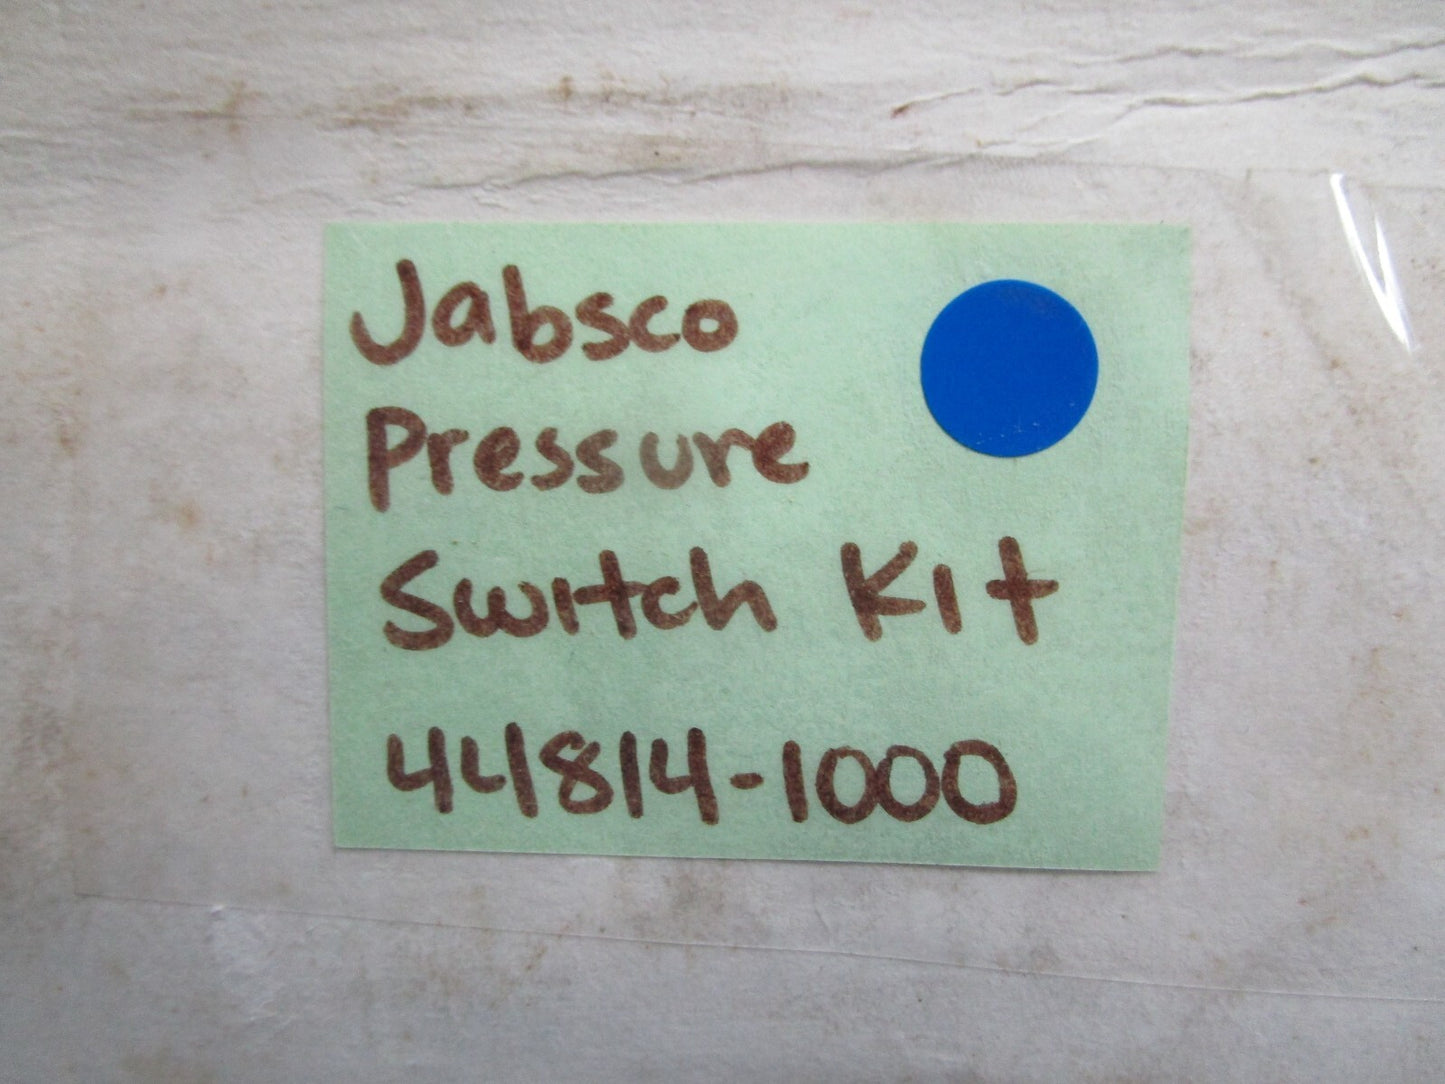 Jabsco
Pressure
Switch Kit
44814-1000